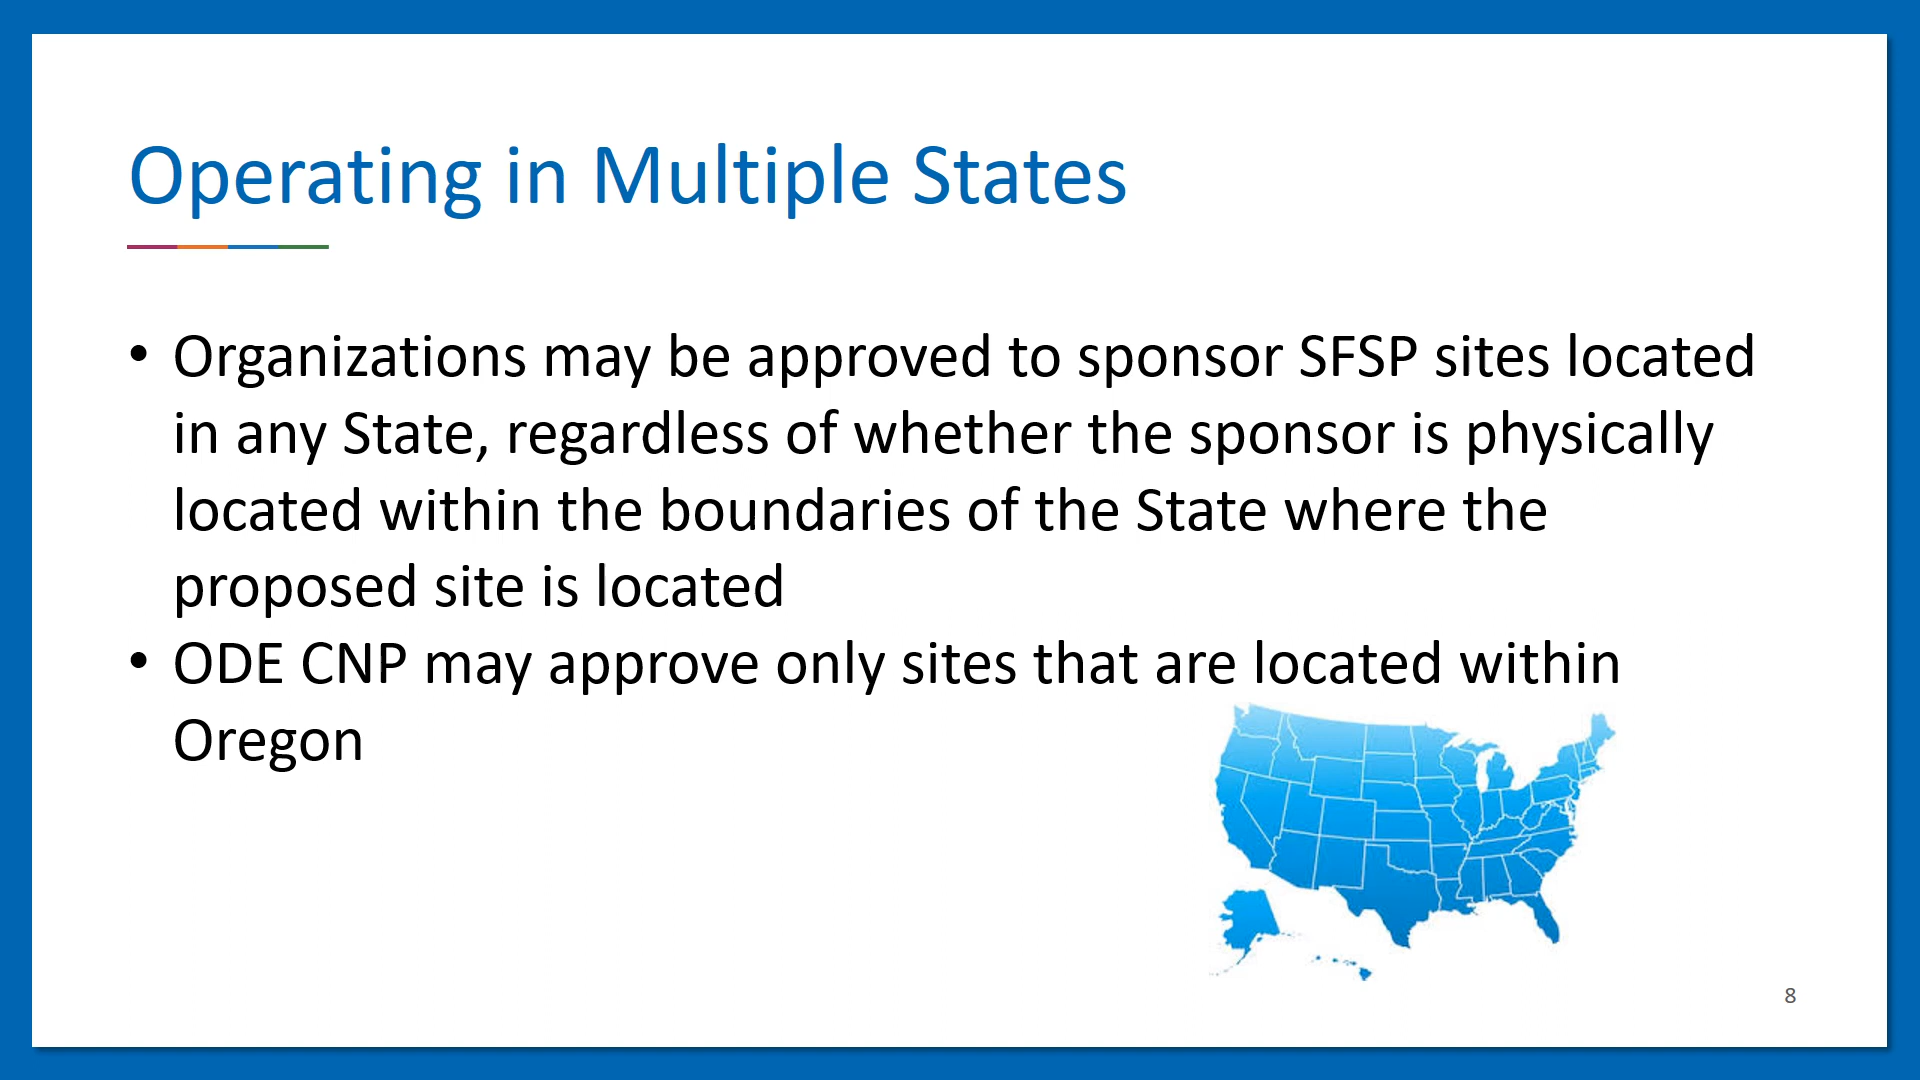 Operating in Multiple States
• Organizations may be approved to sponsor SFSP sites located
in any State, regardless of whether the sponsor is physically
located within the boundaries of the State where the
proposed site is located
• ODE CNP may approve only sites that are located within
Oregon
8